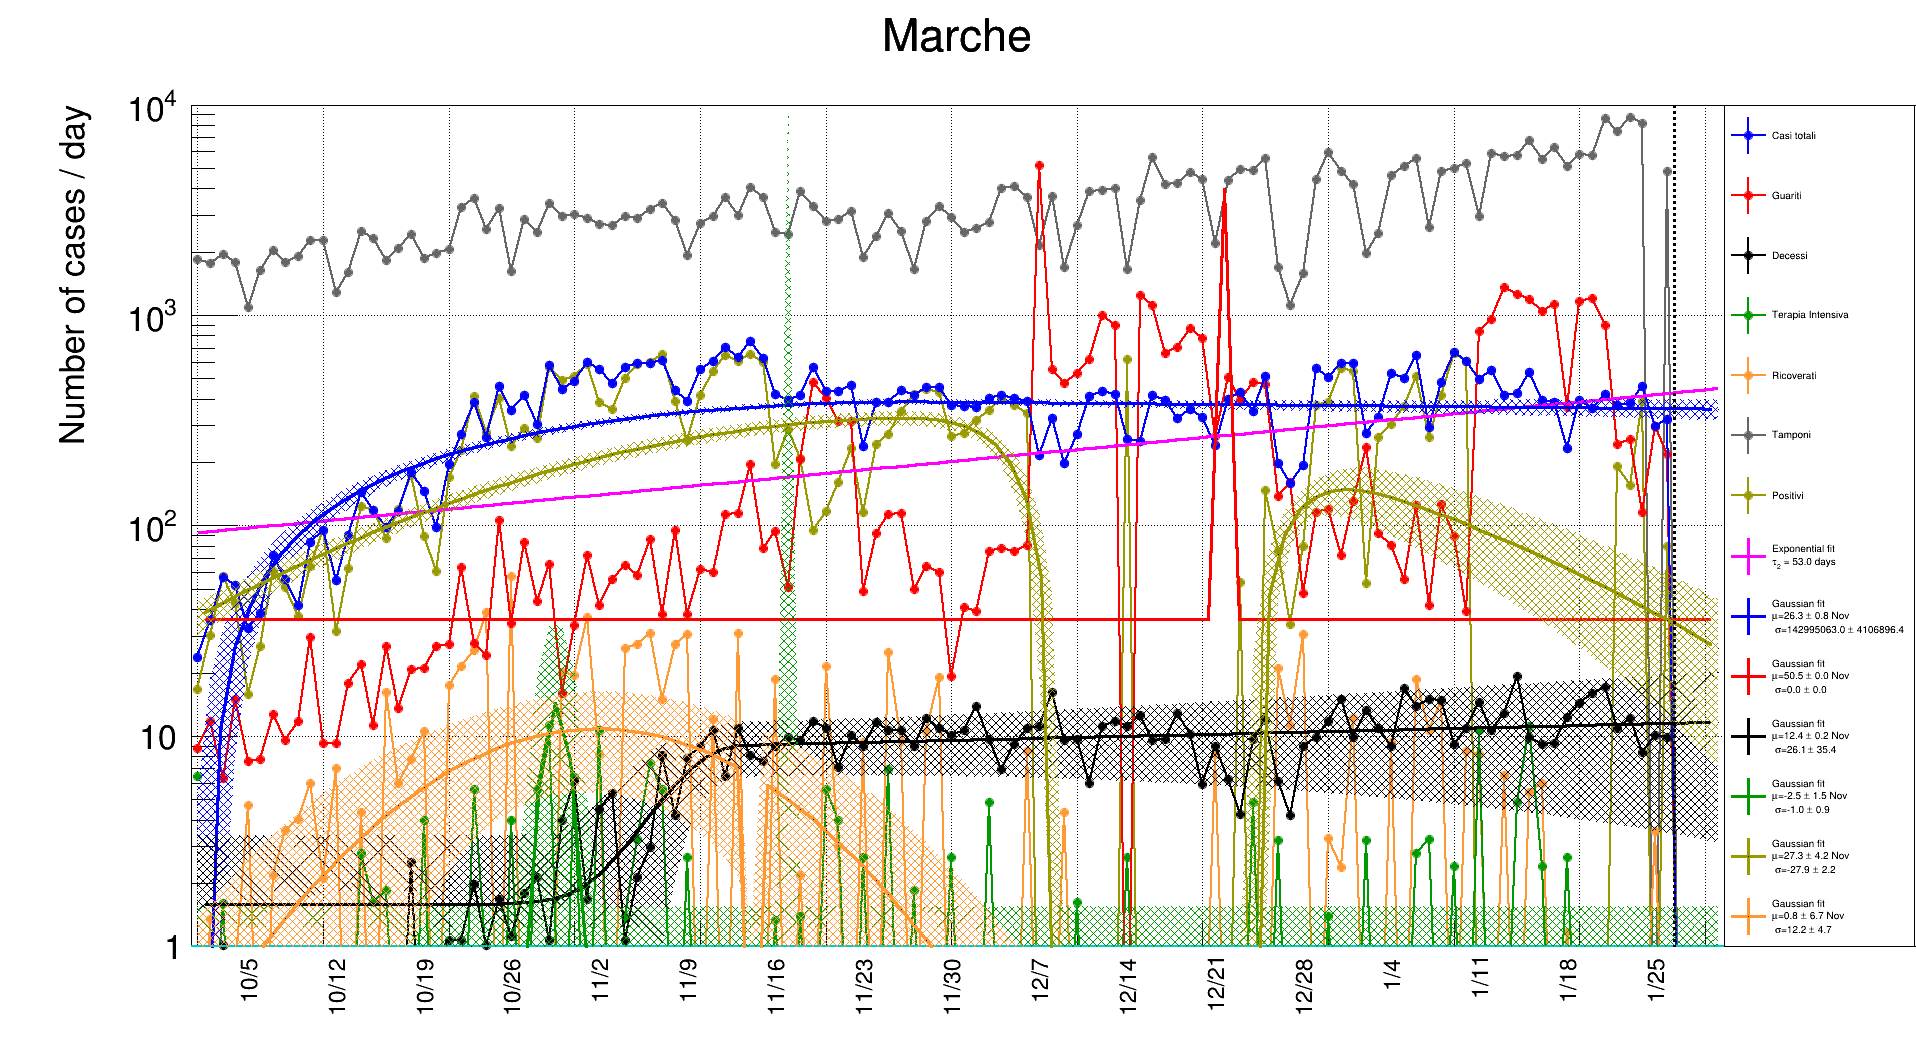 Marche
Number of cases / day
10^4
10^3
10^2
10
1
10/5
10/12
10/19
10/26
11/2
11/9
11/16
11/23
11/30
12/7
12/14
12/21
12/28
1/4
1/11
1/18
1/25
Casi totali
Guariti
Decessi
Terapia Intensiva
Ricoverati
Tamponi
Positivi
Exponential fit
τ_2 = 53.0 days
Gaussian fit
μ=26.3 ± 0.8 Nov
σ=142995063.0 ± 4106896.4
Gaussian fit
μ=50.5 ± 0.0 Nov
σ=0.0 ± 0.0
Gaussian fit
μ=12.4 ± 0.2 Nov
σ=26.1 ± 35.4
Gaussian fit
μ=-2.5 ± 1.5 Nov
σ=-1.0 ± 0.9
Gaussian fit
μ=27.3 ± 4.2 Nov
σ=-27.9 ± 2.2
Gaussian fit
μ=0.8 ± 6.7 Nov
σ=12.2 ± 4.7